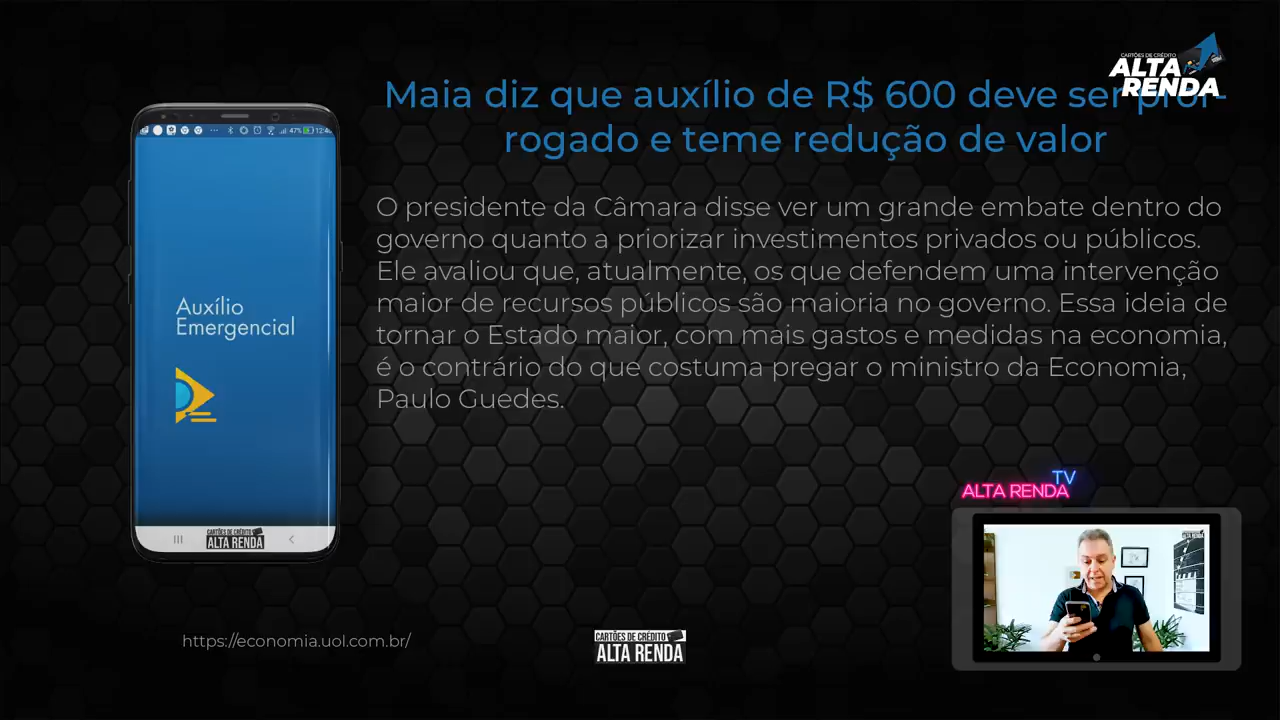 CARTÕES DE CRÉDITO
ALTA
RENDA
Maia diz que auxílio de R$ 600 deve ser pror-
rogado e teme redução de valor
47% 12:4
O presidente da Câmara disse ver um grande embate dentro do
governo quanto a priorizar investimentos privados ou públicos.
Ele avaliou que, atualmente, os que defendem uma intervenção
maior de recursos públicos são maioria no governo. Essa ideia de
tornar o Estado maior, com mais gastos e medidas na economia,
é o contrário do que costuma pregar o ministro da Economia,
Paulo Guedes.
Auxílio
Emergencial
CARTÕES DE CRÉDITO
ALTA RENDA
TV
ALTA RENDA
ALTA RENDA
https://economia.uol.com.br/
CARTÕES DE CRÉDITO
ALTA RENDA